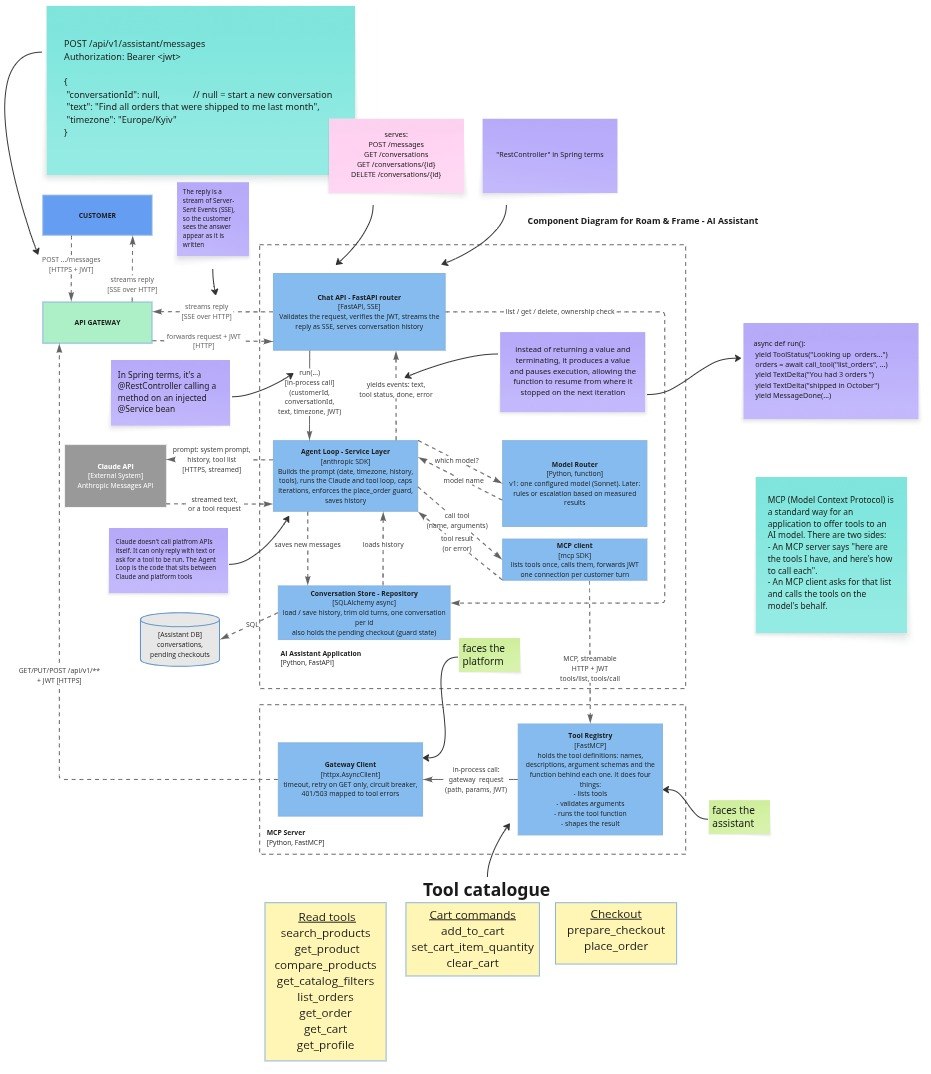 POST /api/v1/assistant/messages
Authorization: Bearer <jwt>
{
"conversationId": null, // null = start a new conversation
"text": "Find all orders that were shipped to me last month",
"timezone": "Europe/Kyiv"
}
serves:
POST /messages
GET /conversations
GET /conversations/{id}
DELETE /conversations/{id}
"RestController" in Spring terms
The reply is a
stream of Server-
Sent Events (SSE),
so the customer
sees the answer
appear as it is
written
CUSTOMER
Component Diagram for Roam & Frame - AI Assistant
POST .../messages
[HTTPS + JWT]
streams reply
[SSE over HTTP]
API GATEWAY
streams reply
[SSE over HTTP]
forwards request + JWT
[HTTP]
Chat API - FastAPI router
[FastAPI, SSE]
Validates the request, verifies the JWT, streams the
reply as SSE, serves conversation history
list / get / delete, ownership check
instead of returning a value and
terminating, it produces a value
and pauses execution, allowing the
function to resume from where it
stopped on the next iteration
async def run():
yield ToolStatus("Looking up orders...")
orders = await call_tool("list_orders", ...)
yield TextDelta("You had 3 orders ")
yield TextDelta("shipped in October")
yield MessageDone(...)
In Spring terms, it's a
@RestController calling a
method on an injected
@Service bean
run(...)
[in-process call]
(customerId,
conversationId,
text, timezone, JWT)
yields events: text,
tool status, done, error
Claude API
[External System]
Anthropic Messages API
prompt: system prompt,
history, tool list
[HTTPS, streamed]
streamed text,
or a tool request
Agent Loop - Service Layer
[anthropic SDK]
Builds the prompt (date, timezone, history,
tools), runs the Claude and tool loop, caps
iterations, enforces the place_order guard,
saves history
which model?
model name
Model Router
[Python, function]
v1: one configured model (Sonnet). Later:
rules or escalation based on measured
results
call tool
(name, arguments)
tool result
(or error)
MCP client
[mcp SDK]
lists tools once, calls them, forwards JWT
one connection per customer turn
MCP (Model Context Protocol) is
a standard way for an
application to offer tools to an
AI model. There are two sides:
- An MCP server says "here are
the tools I have, and here's how
to call each".
- An MCP client asks for that list
and calls the tools on the
model's behalf.
Claude doesn't call platfrom APIs
itself. It can only reply with text or
ask for a tool to be run. The Agent
Loop is the code that sits between
Claude and platform tools
saves new messages
loads history
Conversation Store - Repository
[SQLAlchemy async]
load / save history, trim old turns, one conversation
per id
also holds the pending checkout (guard state)
SQL
[Assistant DB]
conversations,
pending checkouts
AI Assistant Application
[Python, FastAPI]
faces the
platform
MCP, streamable
HTTP + JWT
tools/list, tools/call
GET/PUT/POST /api/v1/**
+ JWT [HTTPS]
Gateway Client
[httpx.AsyncClient]
timeout, retry on GET only, circuit breaker,
401/503 mapped to tool errors
in-process call:
gateway request
(path, params, JWT)
Tool Registry
[FastMCP]
holds the tool definitions: names,
descriptions, argument schemas and the
function behind each one. It does four
things:
- lists tools
- validates arguments
- runs the tool function
- shapes the result
faces the
assistant
MCP Server
[Python, FastMCP]
Tool catalogue
Read tools
search_products
get_product
compare_products
get_catalog_filters
list_orders
get_order
get_cart
get_profile
Cart commands
add_to_cart
set_cart_item_quantity
clear_cart
Checkout
prepare_checkout
place_order